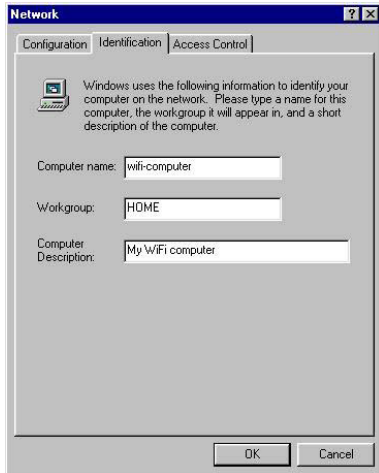 Network
Configuration Identification Access Control
Windows uses the following information to identify your
computer on the network. Please type a name for this
computer, the workgroup it will appear in, and a short
description of the computer.
Computer name: wifi-computer
Workgroup: HOME
Computer
Description: My WiFi computer
OK Cancel